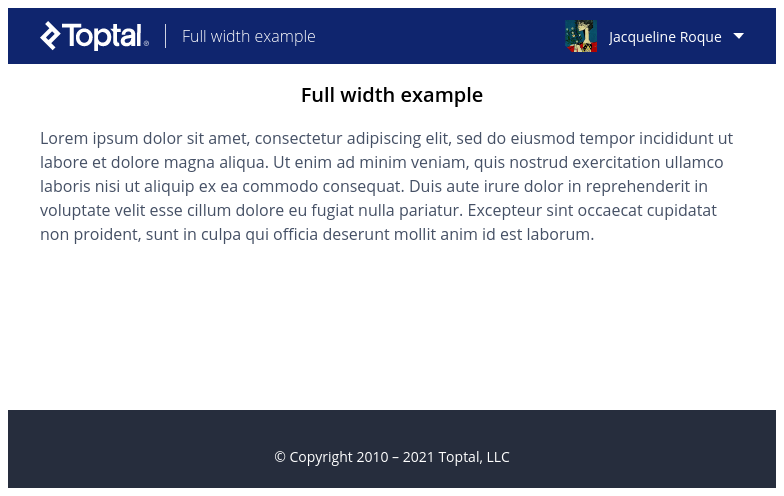 Toptal®
Full width example
Jacqueline Roque
Full width example
Lorem ipsum dolor sit amet, consectetur adipiscing elit, sed do eiusmod tempor incididunt ut
labore et dolore magna aliqua. Ut enim ad minim veniam, quis nostrud exercitation ullamco
laboris nisi ut aliquip ex ea commodo consequat. Duis aute irure dolor in reprehenderit in
voluptate velit esse cillum dolore eu fugiat nulla pariatur. Excepteur sint occaecat cupidatat
non proident, sunt in culpa qui officia deserunt mollit anim id est laborum.
© Copyright 2010 – 2021 Toptal, LLC